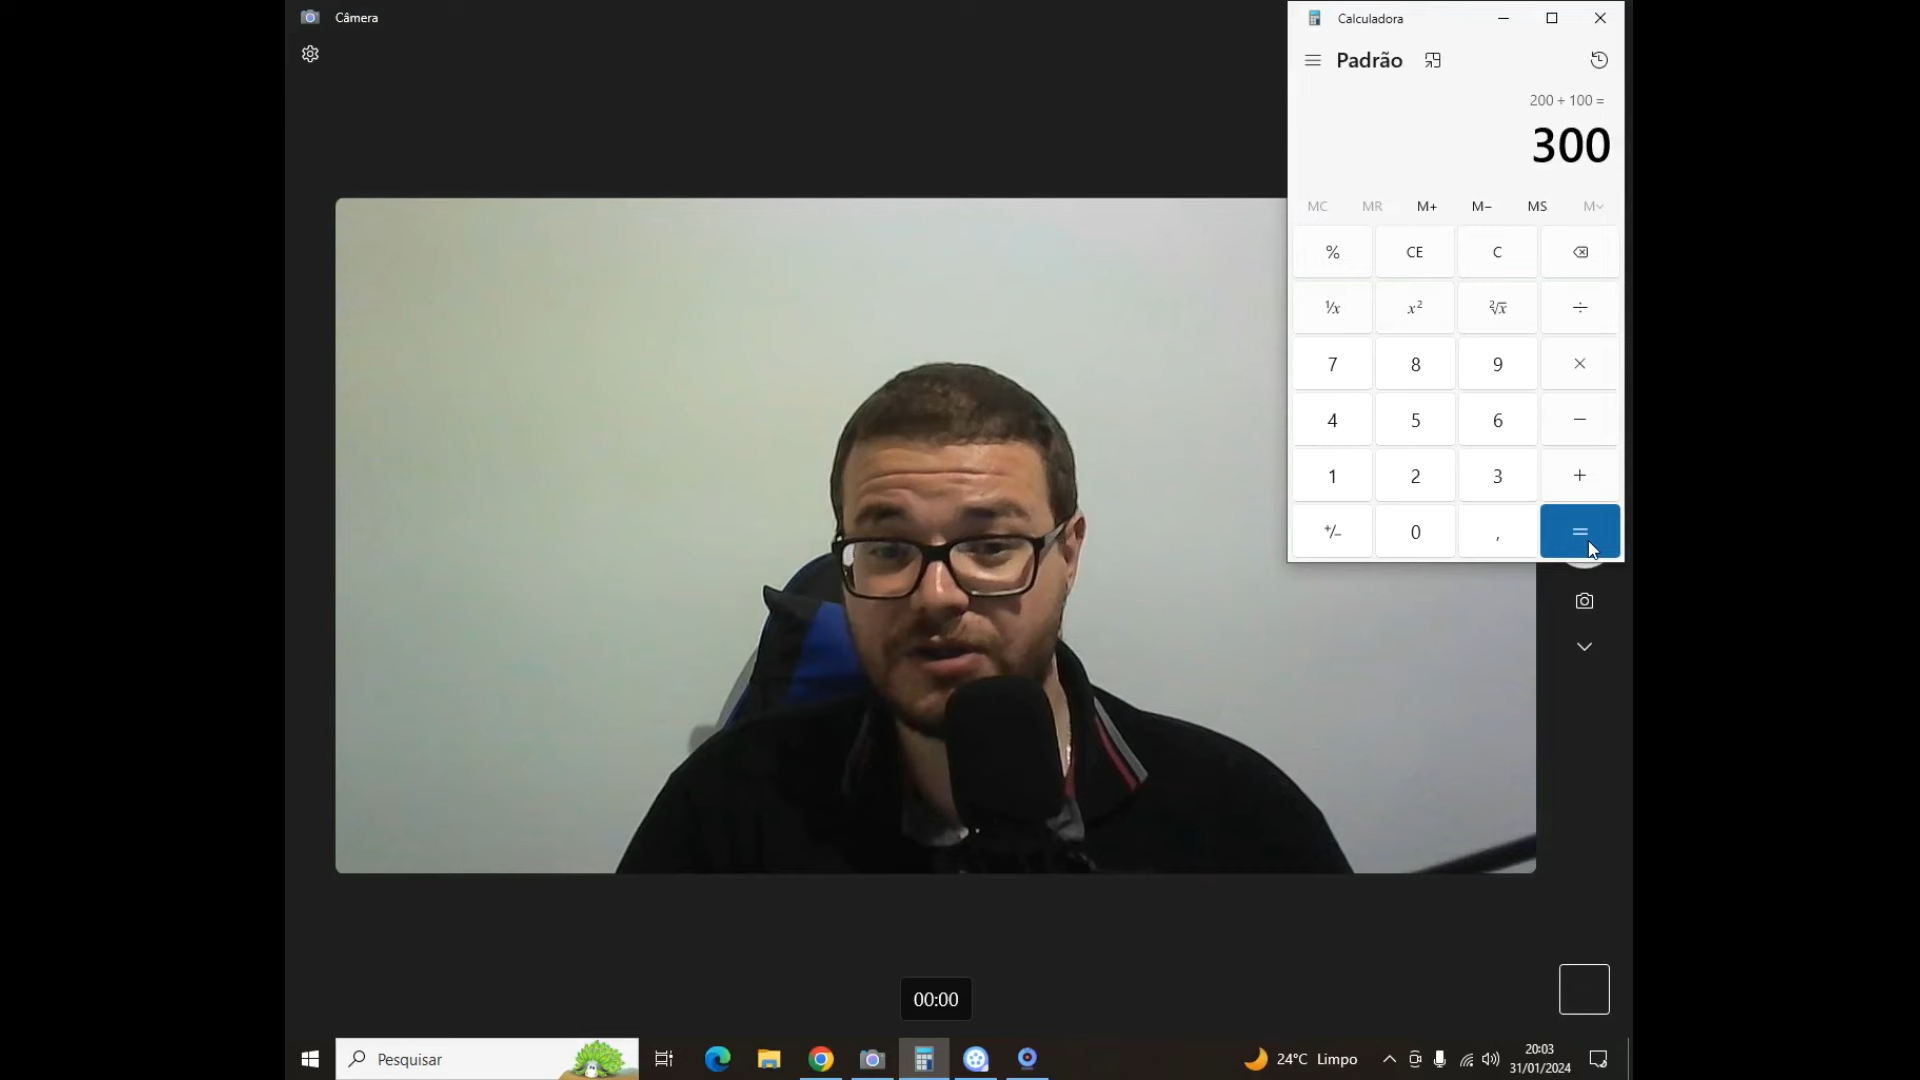 Câmera
Calculadora
Padrão
200 + 100 =
300
MC MR M+ M− MS M
% CE C
¹/x x² ²√x ÷
7 8 9 ×
4 5 6 −
1 2 3 +
+/− 0 , =
00:00
Pesquisar
24°C Limpo
20:03
31/01/2024